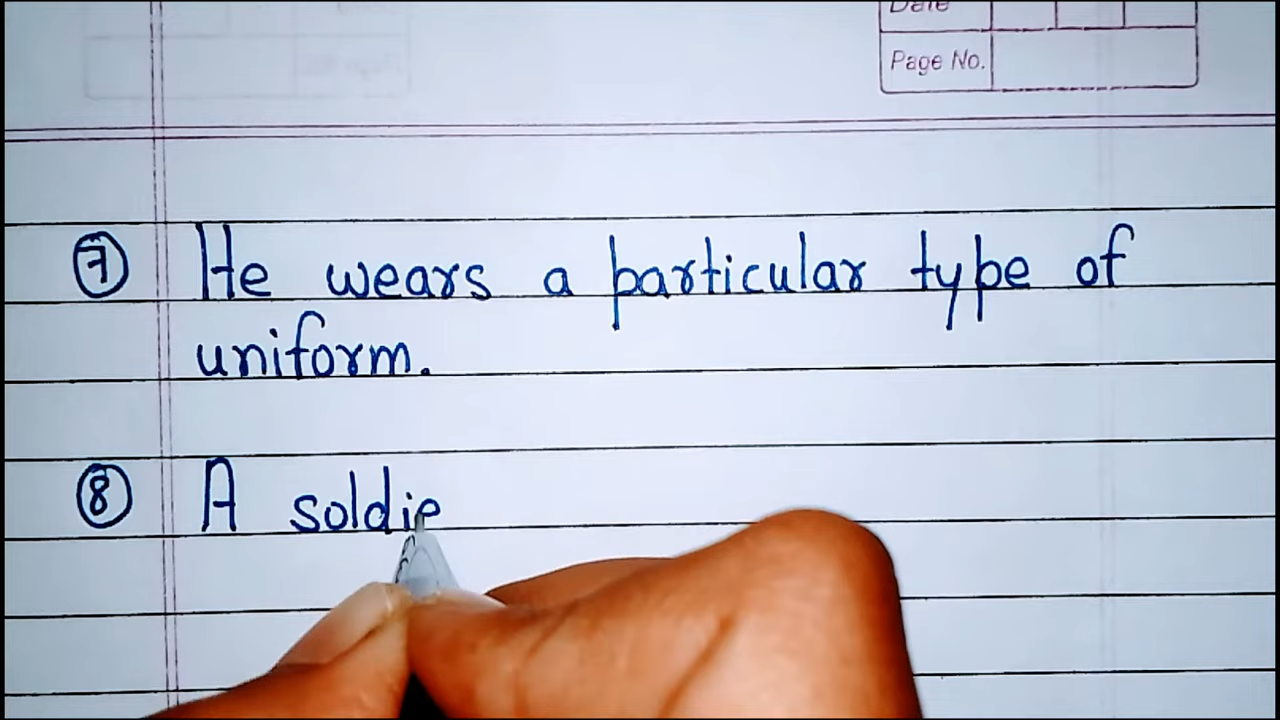 Date
Page No.
7 He wears a particular type of
uniform.
8 A soldie